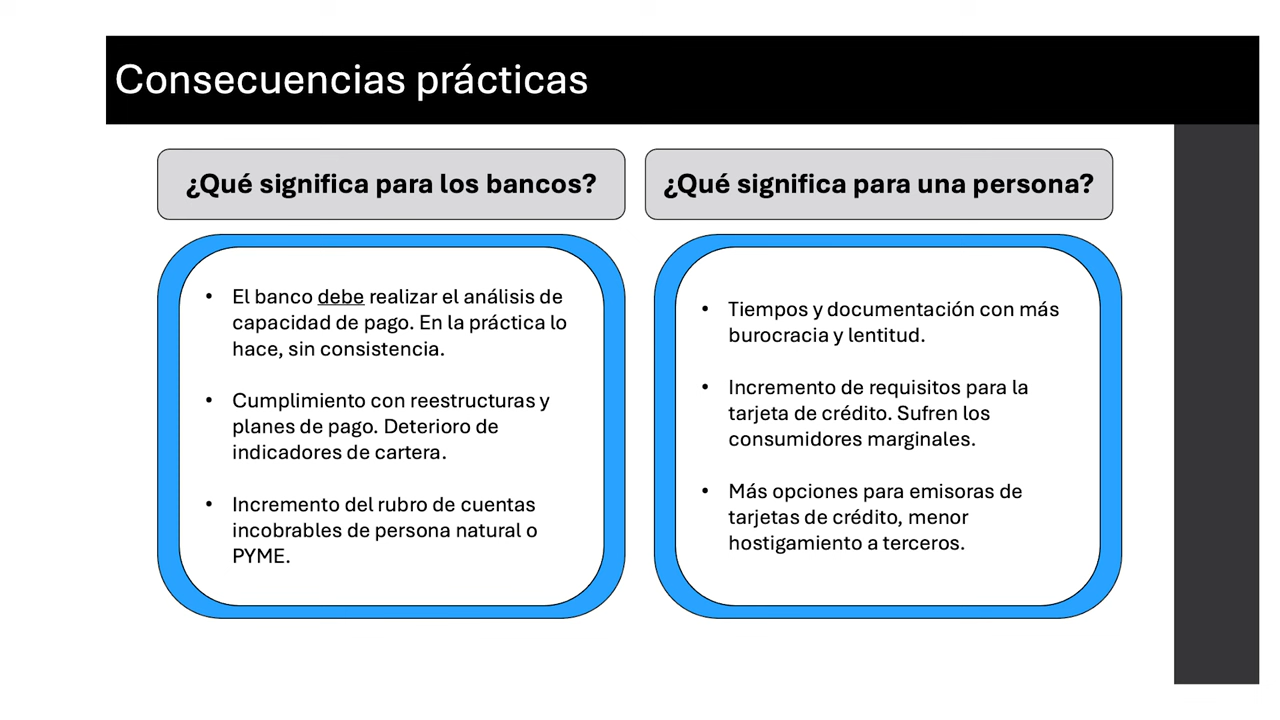 Consecuencias prácticas
¿Qué significa para los bancos?
• El banco debe realizar el análisis de
capacidad de pago. En la práctica lo
hace, sin consistencia.
• Cumplimiento con reestructuras y
planes de pago. Deterioro de
indicadores de cartera.
• Incremento del rubro de cuentas
incobrables de persona natural o
PYME.
¿Qué significa para una persona?
• Tiempos y documentación con más
burocracia y lentitud.
• Incremento de requisitos para la
tarjeta de crédito. Sufren los
consumidores marginales.
• Más opciones para emisoras de
tarjetas de crédito, menor
hostigamiento a terceros.